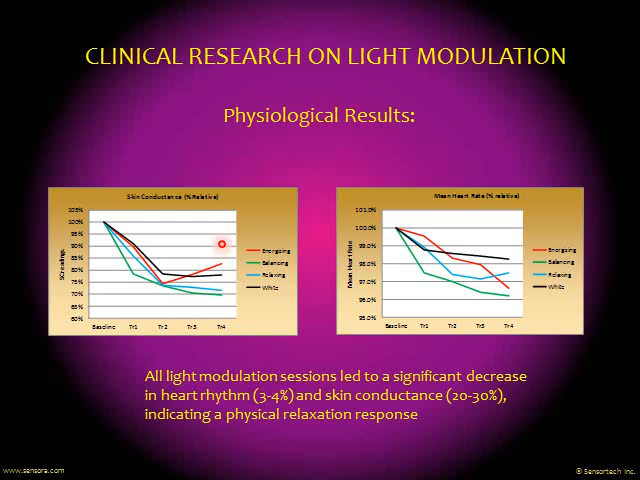 CLINICAL RESEARCH ON LIGHT MODULATION
Physiological Results:
Skin Conductance (% Relative)
105%
100%
95%
90%
85%
80%
75%
70%
65%
60%
SC readings
Baseline Tr1 Tr2 Tr3 Tr4
Energising
Balancing
Relaxing
White
Mean Heart Rate (% relative)
101.0%
100.0%
99.0%
98.0%
97.0%
96.0%
95.0%
Mean Heart Rate
Baseline Tr1 Tr2 Tr3 Tr4
Energising
Balancing
Relaxing
White
All light modulation sessions led to a significant decrease
in heart rhythm (3-4%) and skin conductance (20-30%),
indicating a physical relaxation response
www.sensora.com
© Sensortech Inc.